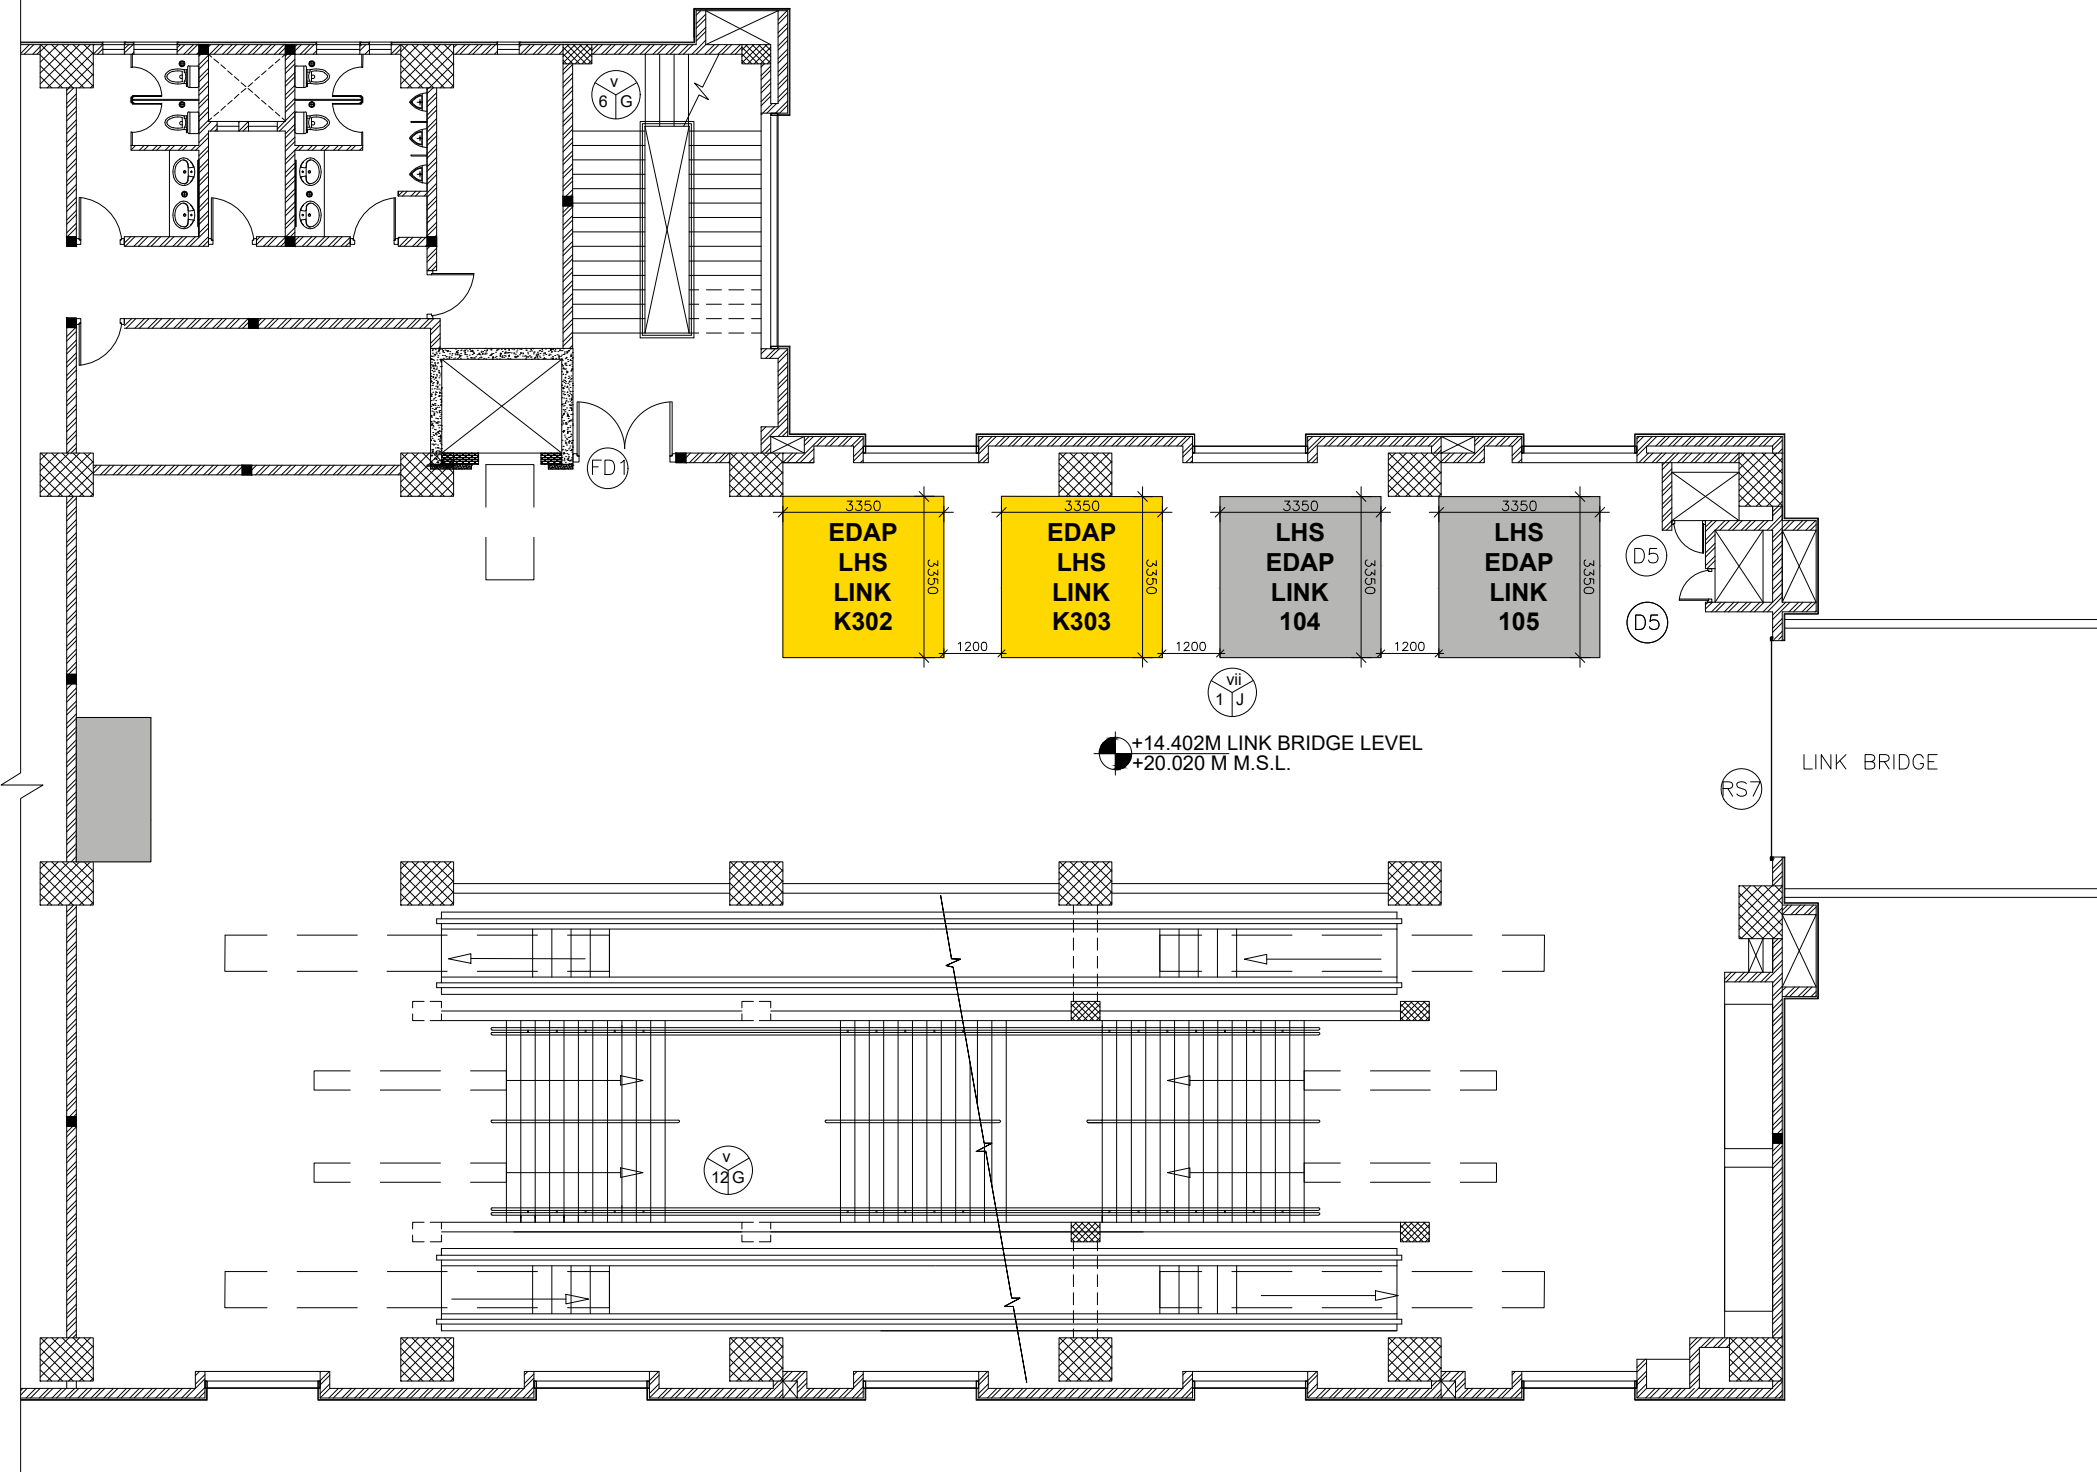 V
6 G
FD1
3350
3350
3350
3350
EDAP
LHS
LINK
K302
3350
EDAP
LHS
LINK
K303
3350
LHS
EDAP
LINK
104
3350
LHS
EDAP
LINK
105
3350
D5
D5
1200
1200
1200
vii
1 J
+14.402M LINK BRIDGE LEVEL
+20.020 M M.S.L.
LINK BRIDGE
RS7
V
12 G